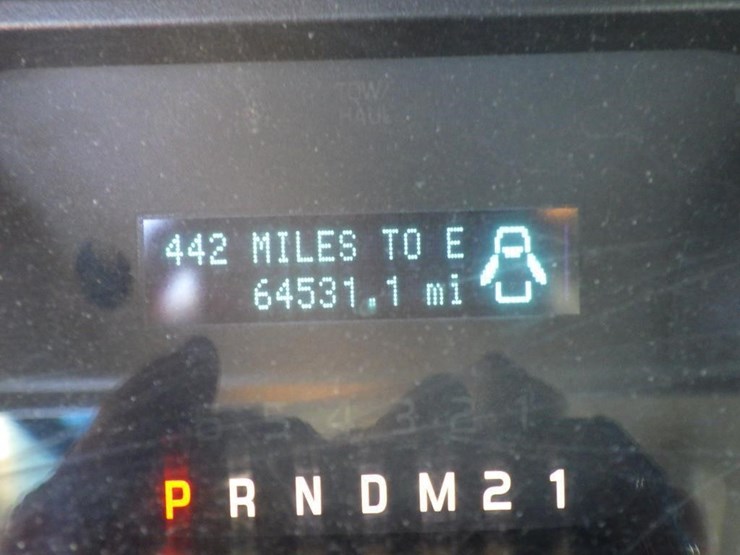 TOW/
HAUL
442 MILES TO E
64531.1 mi
P R N D M 2 1